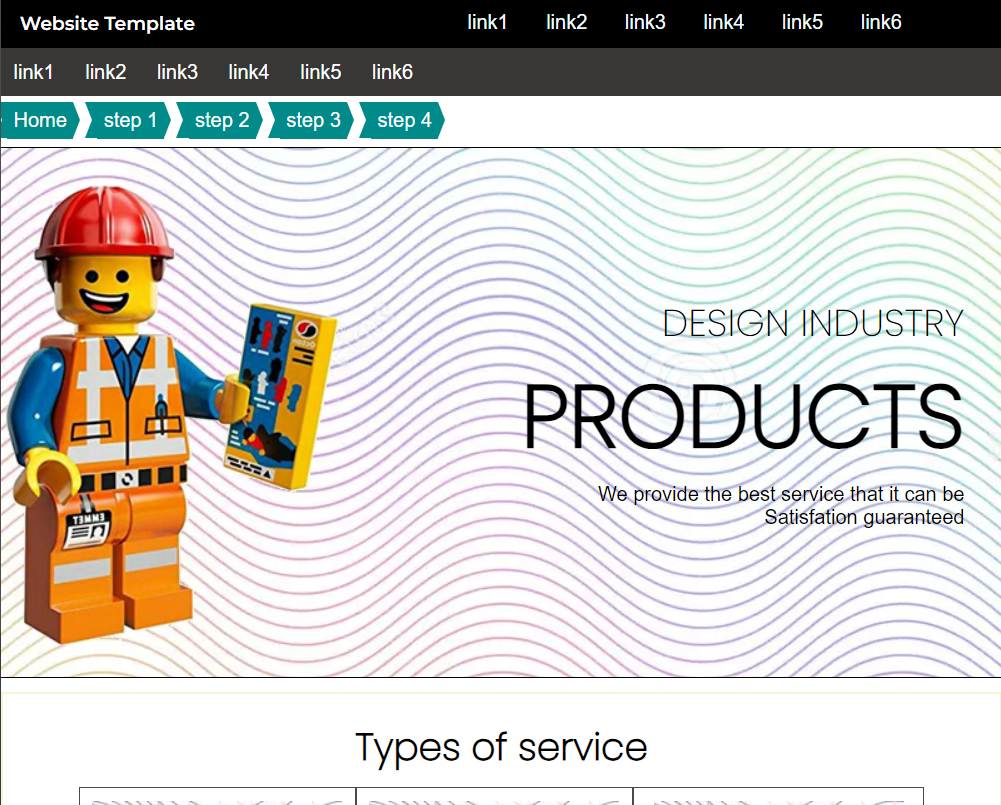 Website Template
link1 link2 link3 link4 link5 link6
link1 link2 link3 link4 link5 link6
Home step 1 step 2 step 3 step 4
DESIGN INDUSTRY
PRODUCTS
We provide the best service that it can be
Satisfation guaranteed
EMMET
Types of service